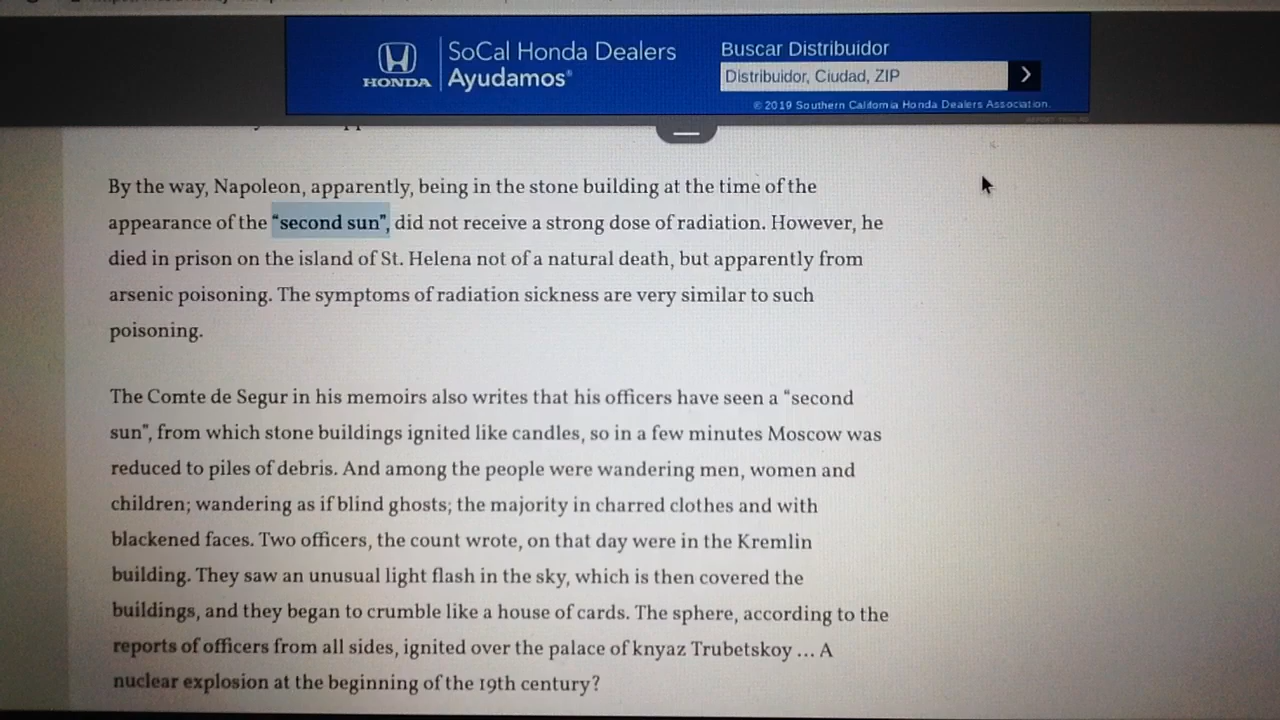 SoCal Honda Dealers
Ayudamos®
HONDA
Buscar Distribuidor
Distribuidor, Ciudad, ZIP
© 2019 Southern California Honda Dealers Association.
By the way, Napoleon, apparently, being in the stone building at the time of the
appearance of the “second sun”, did not receive a strong dose of radiation. However, he
died in prison on the island of St. Helena not of a natural death, but apparently from
arsenic poisoning. The symptoms of radiation sickness are very similar to such
poisoning.
The Comte de Segur in his memoirs also writes that his officers have seen a “second
sun”, from which stone buildings ignited like candles, so in a few minutes Moscow was
reduced to piles of debris. And among the people were wandering men, women and
children; wandering as if blind ghosts; the majority in charred clothes and with
blackened faces. Two officers, the count wrote, on that day were in the Kremlin
building. They saw an unusual light flash in the sky, which is then covered the
buildings, and they began to crumble like a house of cards. The sphere, according to the
reports of officers from all sides, ignited over the palace of knyaz Trubetskoy … A
nuclear explosion at the beginning of the 19th century?